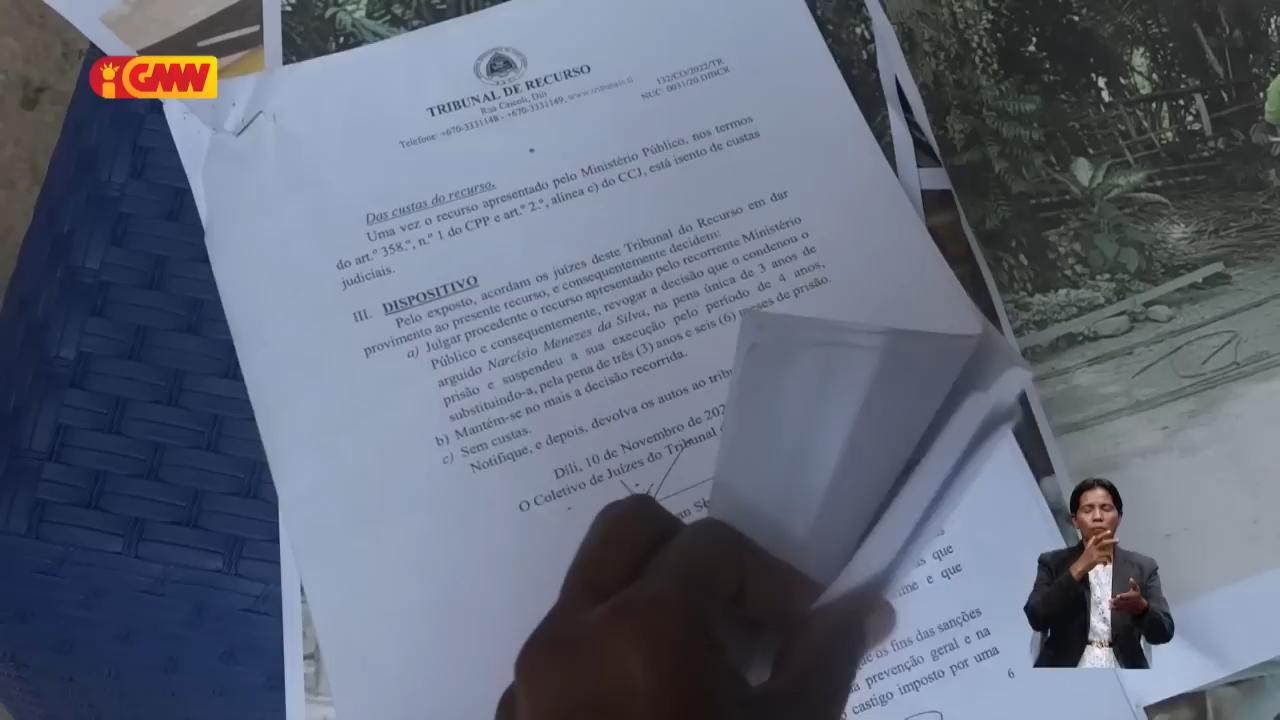 GMN
TRIBUNAL DE RECURSO
Rua Caicoli, Dili
Telefone: +670-3331148 - +670-3331149, www.tribunais.tl
132/CO/2022/TR
NUC: 0031/20.DIBCR
Das custas do recurso.
Uma vez o recurso apresentado pelo Ministério Público, nos termos
do art.º 358.º, n.º 1 do CPP e art.º 2.º, alínea c) do CCJ, está isento de custas
judiciais.
III. DISPOSITIVO
Pelo exposto, acordam os juízes deste Tribunal do Recurso em dar
provimento ao presente recurso, e consequentemente decidem:
a) Julgar procedente o recurso apresentado pelo recorrente Ministério
Público e consequentemente, revogar a decisão que o condenou o
arguido Narcísio Menezes da Silva, na pena única de 3 anos de
prisão e suspendeu a sua execução pelo período de 4 anos,
substituindo-a, pela pena de três (3) anos e seis (6) meses de prisão.
b) Mantém-se no mais a decisão recorrida.
c) Sem custas.
Notifique, e depois, devolva os autos ao
Dili, 10 de Novembro de
O Coletivo de Juízes do Tribunal
que
e que
os fins das sanções
prevenção geral e na
castigo imposto por uma
6